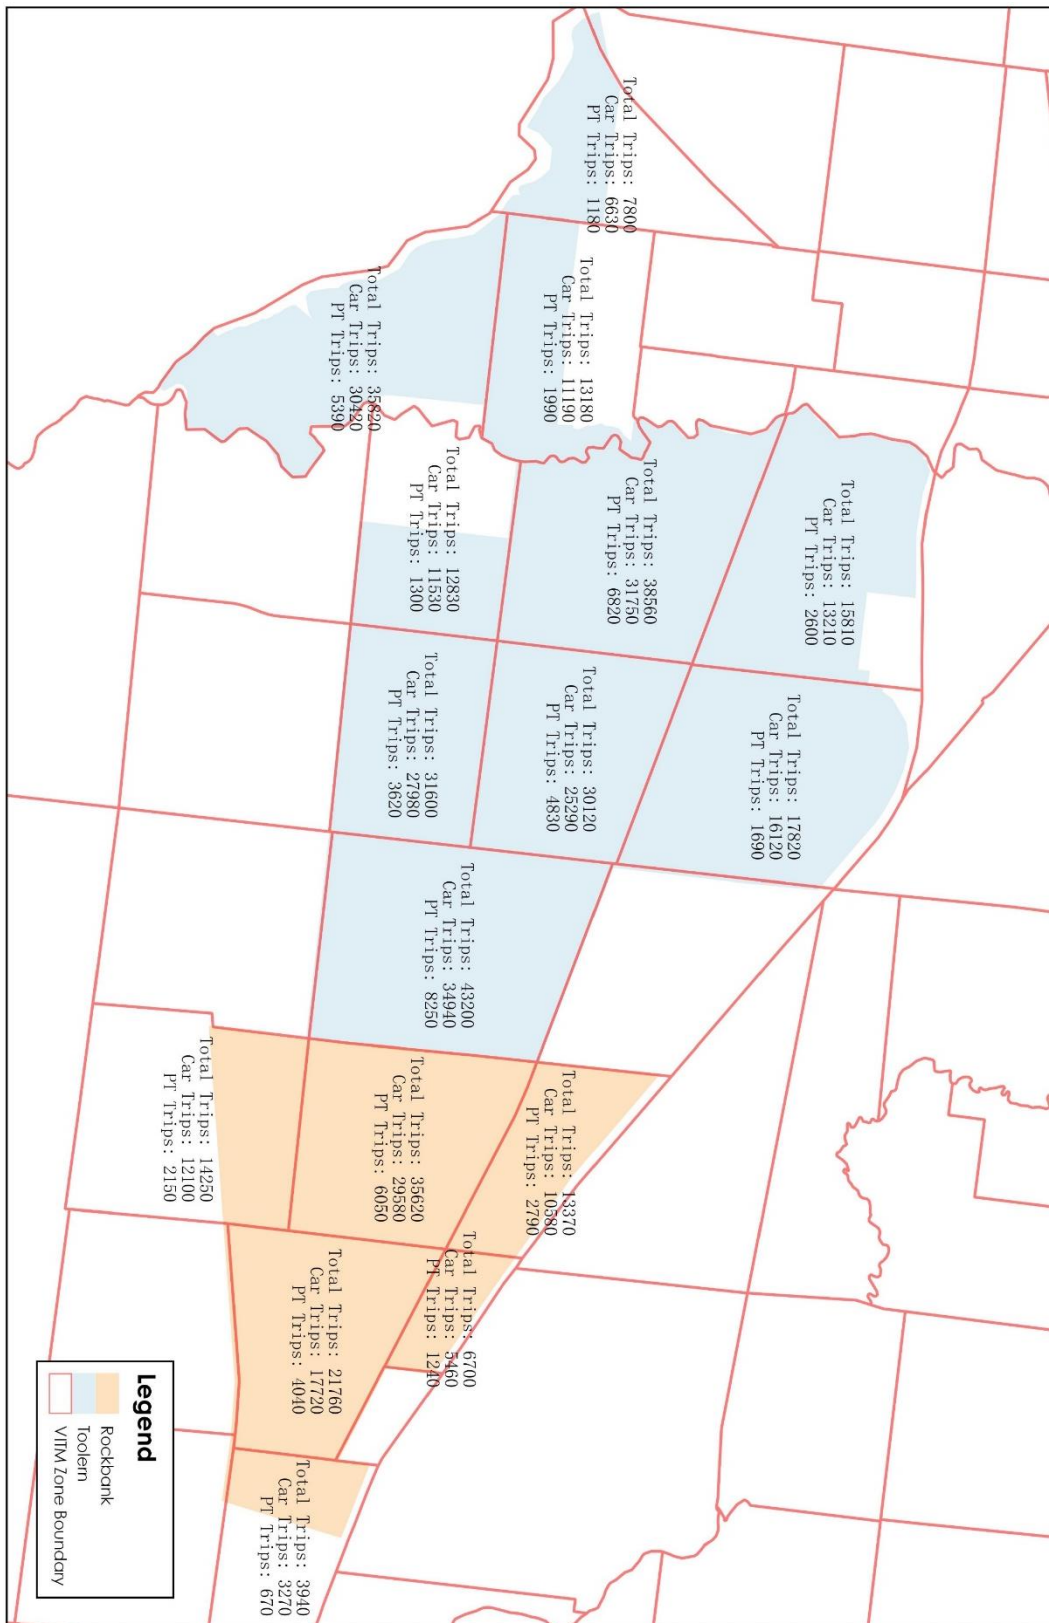 Total Trips: 7800
Car Trips: 6630
PT Trips: 1180
Total Trips: 13180
Car Trips: 11190
PT Trips: 1990
Total Trips: 35820
Car Trips: 30420
PT Trips: 5390
Total Trips: 12830
Car Trips: 11530
PT Trips: 1300
Total Trips: 38560
Car Trips: 31750
PT Trips: 6820
Total Trips: 15810
Car Trips: 13210
PT Trips: 2600
Total Trips: 31600
Car Trips: 27980
PT Trips: 3620
Total Trips: 30120
Car Trips: 25290
PT Trips: 4830
Total Trips: 17820
Car Trips: 16120
PT Trips: 1690
Total Trips: 43200
Car Trips: 34940
PT Trips: 8250
Total Trips: 14250
Car Trips: 12100
PT Trips: 2150
Total Trips: 35620
Car Trips: 29580
PT Trips: 6050
Total Trips: 13370
Car Trips: 10580
PT Trips: 2790
Total Trips: 6700
Car Trips: 5460
PT Trips: 1240
Total Trips: 21760
Car Trips: 17720
PT Trips: 4040
Total Trips: 3940
Car Trips: 3270
PT Trips: 670
Legend
Rockbank
Toolern
VITM Zone Boundary